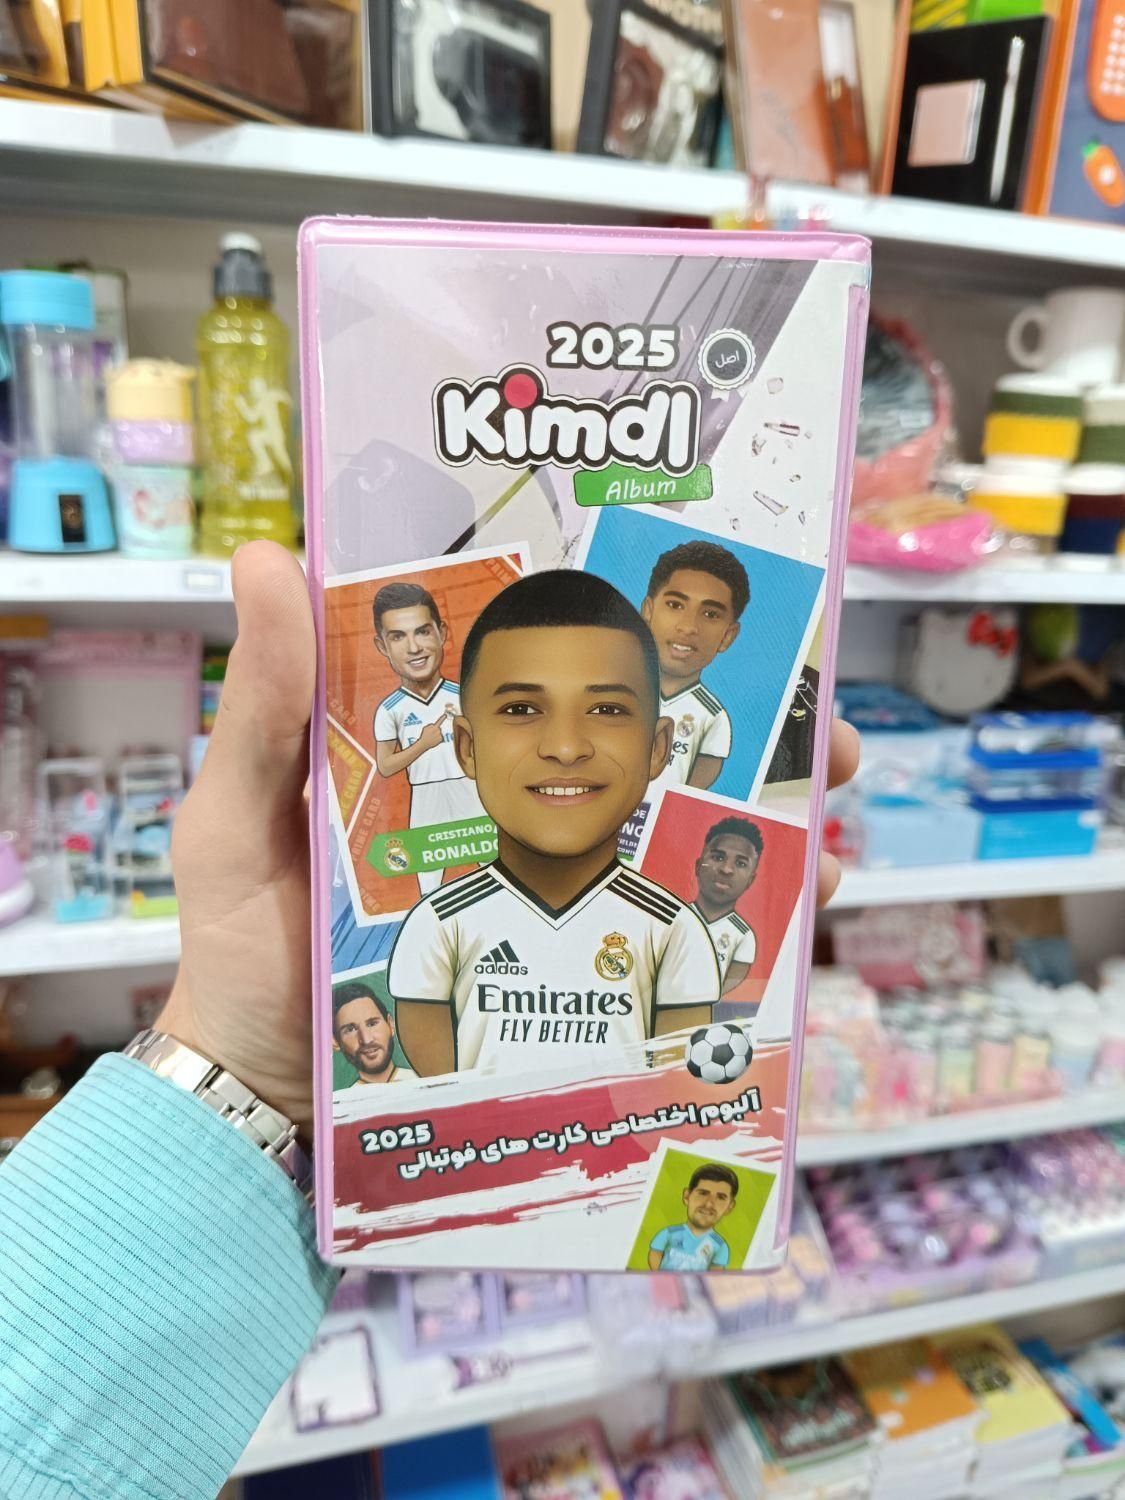 2025
اصل
Kimdl
Album
CRISTIANO
RONALDO
adidas
Emirates
FLY BETTER
آلبوم اختصاصی کارت های فوتبالی
2025